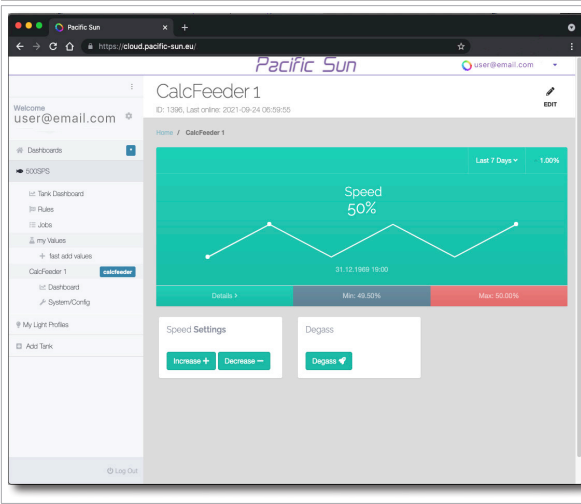 Pacific Sun
https://cloud.pacific-sun.eu/
Pacific Sun
user@email.com
Welcome
user@email.com
Dashboards
500SPS
Tank Dashboard
Rules
Jobs
my Values
fast add values
CalcFeeder 1
calcfeeder
Dashboard
System/Config
My Light Profiles
Add Tank
Log Out
CalcFeeder 1
ID: 1396, Last online: 2021-09-24 06:59:55
EDIT
Home / CalcFeeder 1
Last 7 Days
1.00%
Speed
50%
31.12.1969 19:00
Details >
Min: 49.50%
Max: 50.00%
Speed Settings
Increase +
Decrease −
Degass
Degass